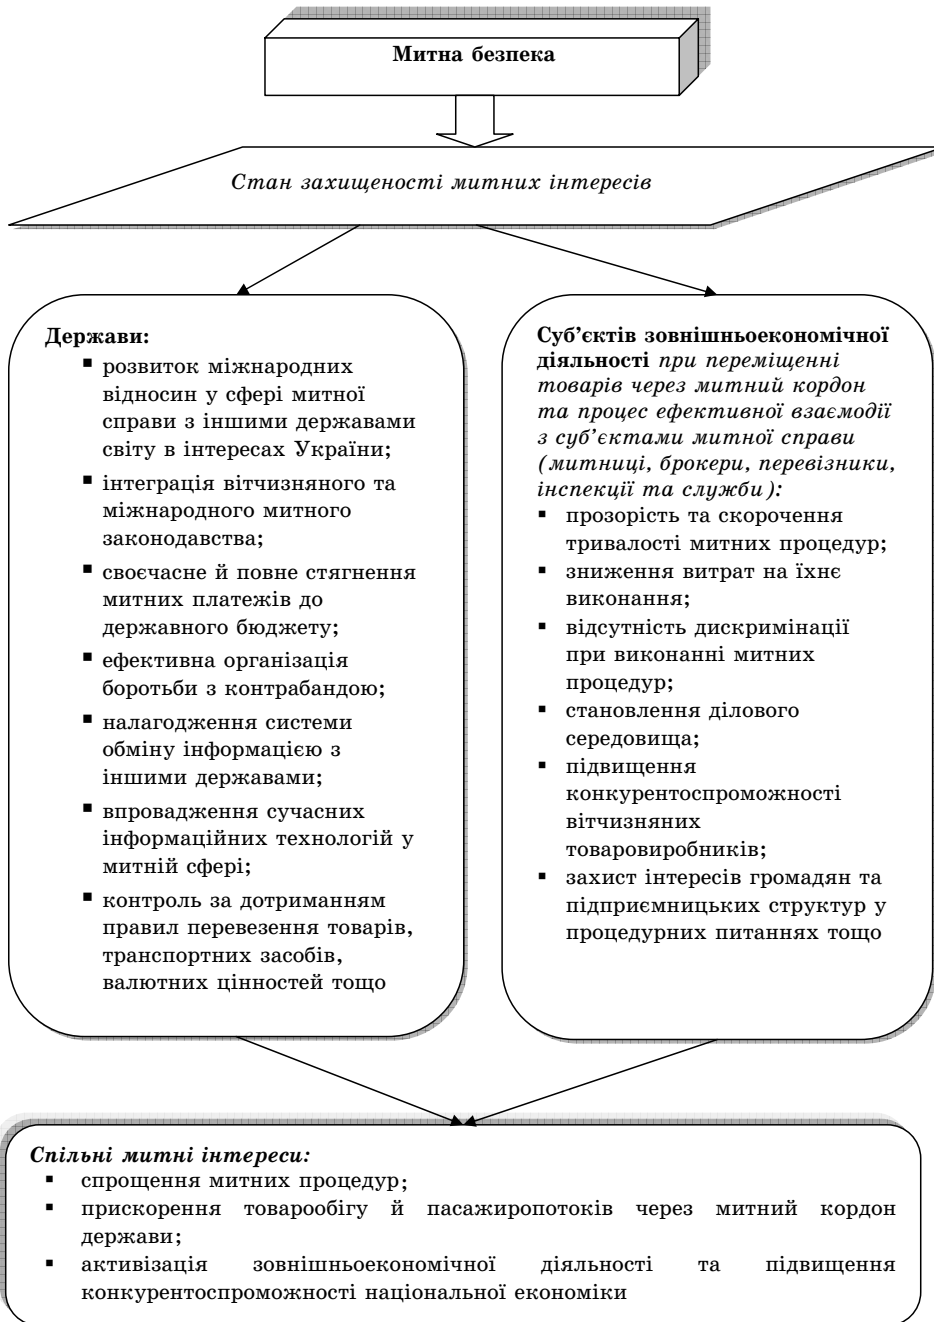 Митна безпека
Стан захищеності митних інтересів
Держави:
▪ розвиток міжнародних
відносин у сфері митної
справи з іншими державами
світу в інтересах України;
▪ інтеграція вітчизняного та
міжнародного митного
законодавства;
▪ своєчасне й повне стягнення
митних платежів до
державного бюджету;
▪ ефективна організація
боротьби з контрабандою;
▪ налагодження системи
обміну інформацією з
іншими державами;
▪ впровадження сучасних
інформаційних технологій у
митній сфері;
▪ контроль за дотриманням
правил перевезення товарів,
транспортних засобів,
валютних цінностей тощо
Суб’єктів зовнішньоекономічної
діяльності при переміщенні
товарів через митний кордон
та процес ефективної взаємодії
з суб’єктами митної справи
(митниці, брокери, перевізники,
інспекції та служби):
▪ прозорість та скорочення
тривалості митних процедур;
▪ зниження витрат на їхнє
виконання;
▪ відсутність дискримінації
при виконанні митних
процедур;
▪ становлення ділового
середовища;
▪ підвищення
конкурентоспроможності
вітчизняних
товаровиробників;
▪ захист інтересів громадян та
підприємницьких структур у
процедурних питаннях тощо
Спільні митні інтереси:
▪ спрощення митних процедур;
▪ прискорення товарообігу й пасажиропотоків через митний кордон
держави;
▪ активізація зовнішньоекономічної діяльності та підвищення
конкурентоспроможності національної економіки